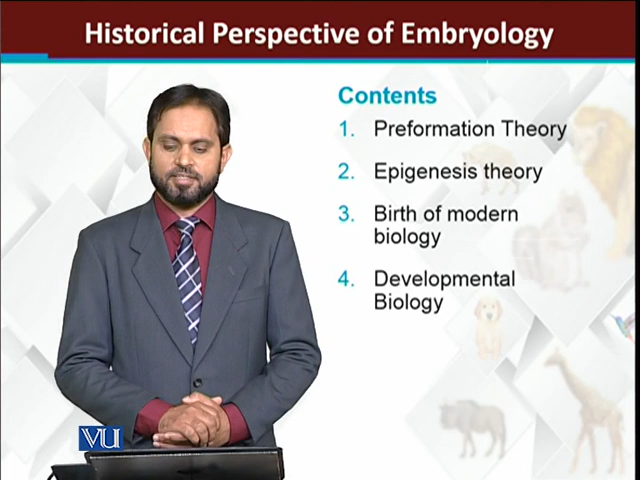 Historical Perspective of Embryology
Contents
1. Preformation Theory
2. Epigenesis theory
3. Birth of modern
biology
4. Developmental
Biology
VU